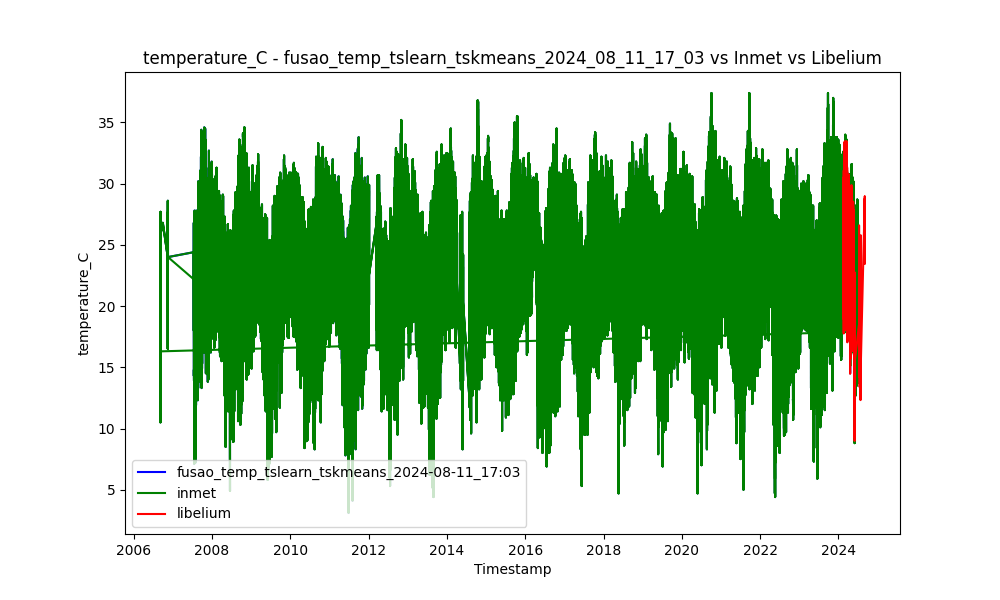 temperature_C - fusao_temp_tslearn_tskmeans_2024_08_11_17_03 vs Inmet vs Libelium
35
30
25
20
15
10
5
temperature_C
fusao_temp_tslearn_tskmeans_2024-08-11_17:03
inmet
libelium
2006 2008 2010 2012 2014 2016 2018 2020 2022 2024
Timestamp